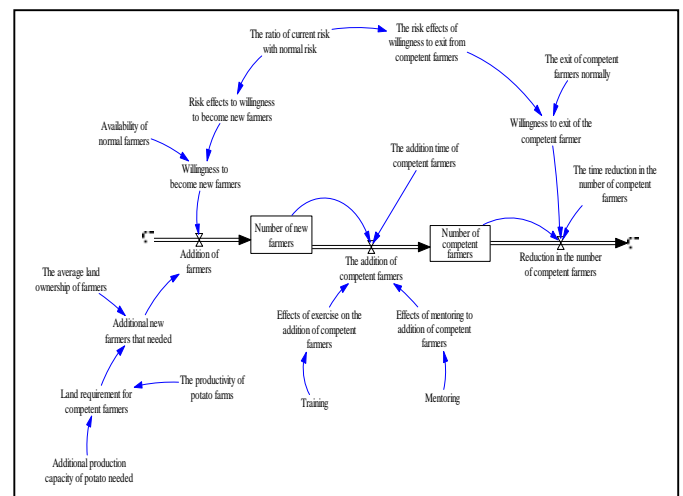 The ratio of current risk
with normal risk
The risk effects of
willingness to exit from
competent farmers
The exit of competent
farmers normally
Risk effects to willingness
to become new farmers
Availability of
normal farmers
Willingness to exit of the
competent farmer
The addition time of
competent farmers
Willingness to
become new farmers
The time reduction in the
number of competent
farmers
Number of new
farmers
Number of
competent
farmers
Addition of
farmers
The addition of
competent farmers
Reduction in the number
of competent farmers
The average land
ownership of farmers
Additional new
farmers that needed
Effects of exercise on the
addition of competent
farmers
Effects of mentoring to
addition of competent
farmers
Land requirement for
competent farmers
The productivity of
potato farms
Training
Mentoring
Additional production
capacity of potato needed